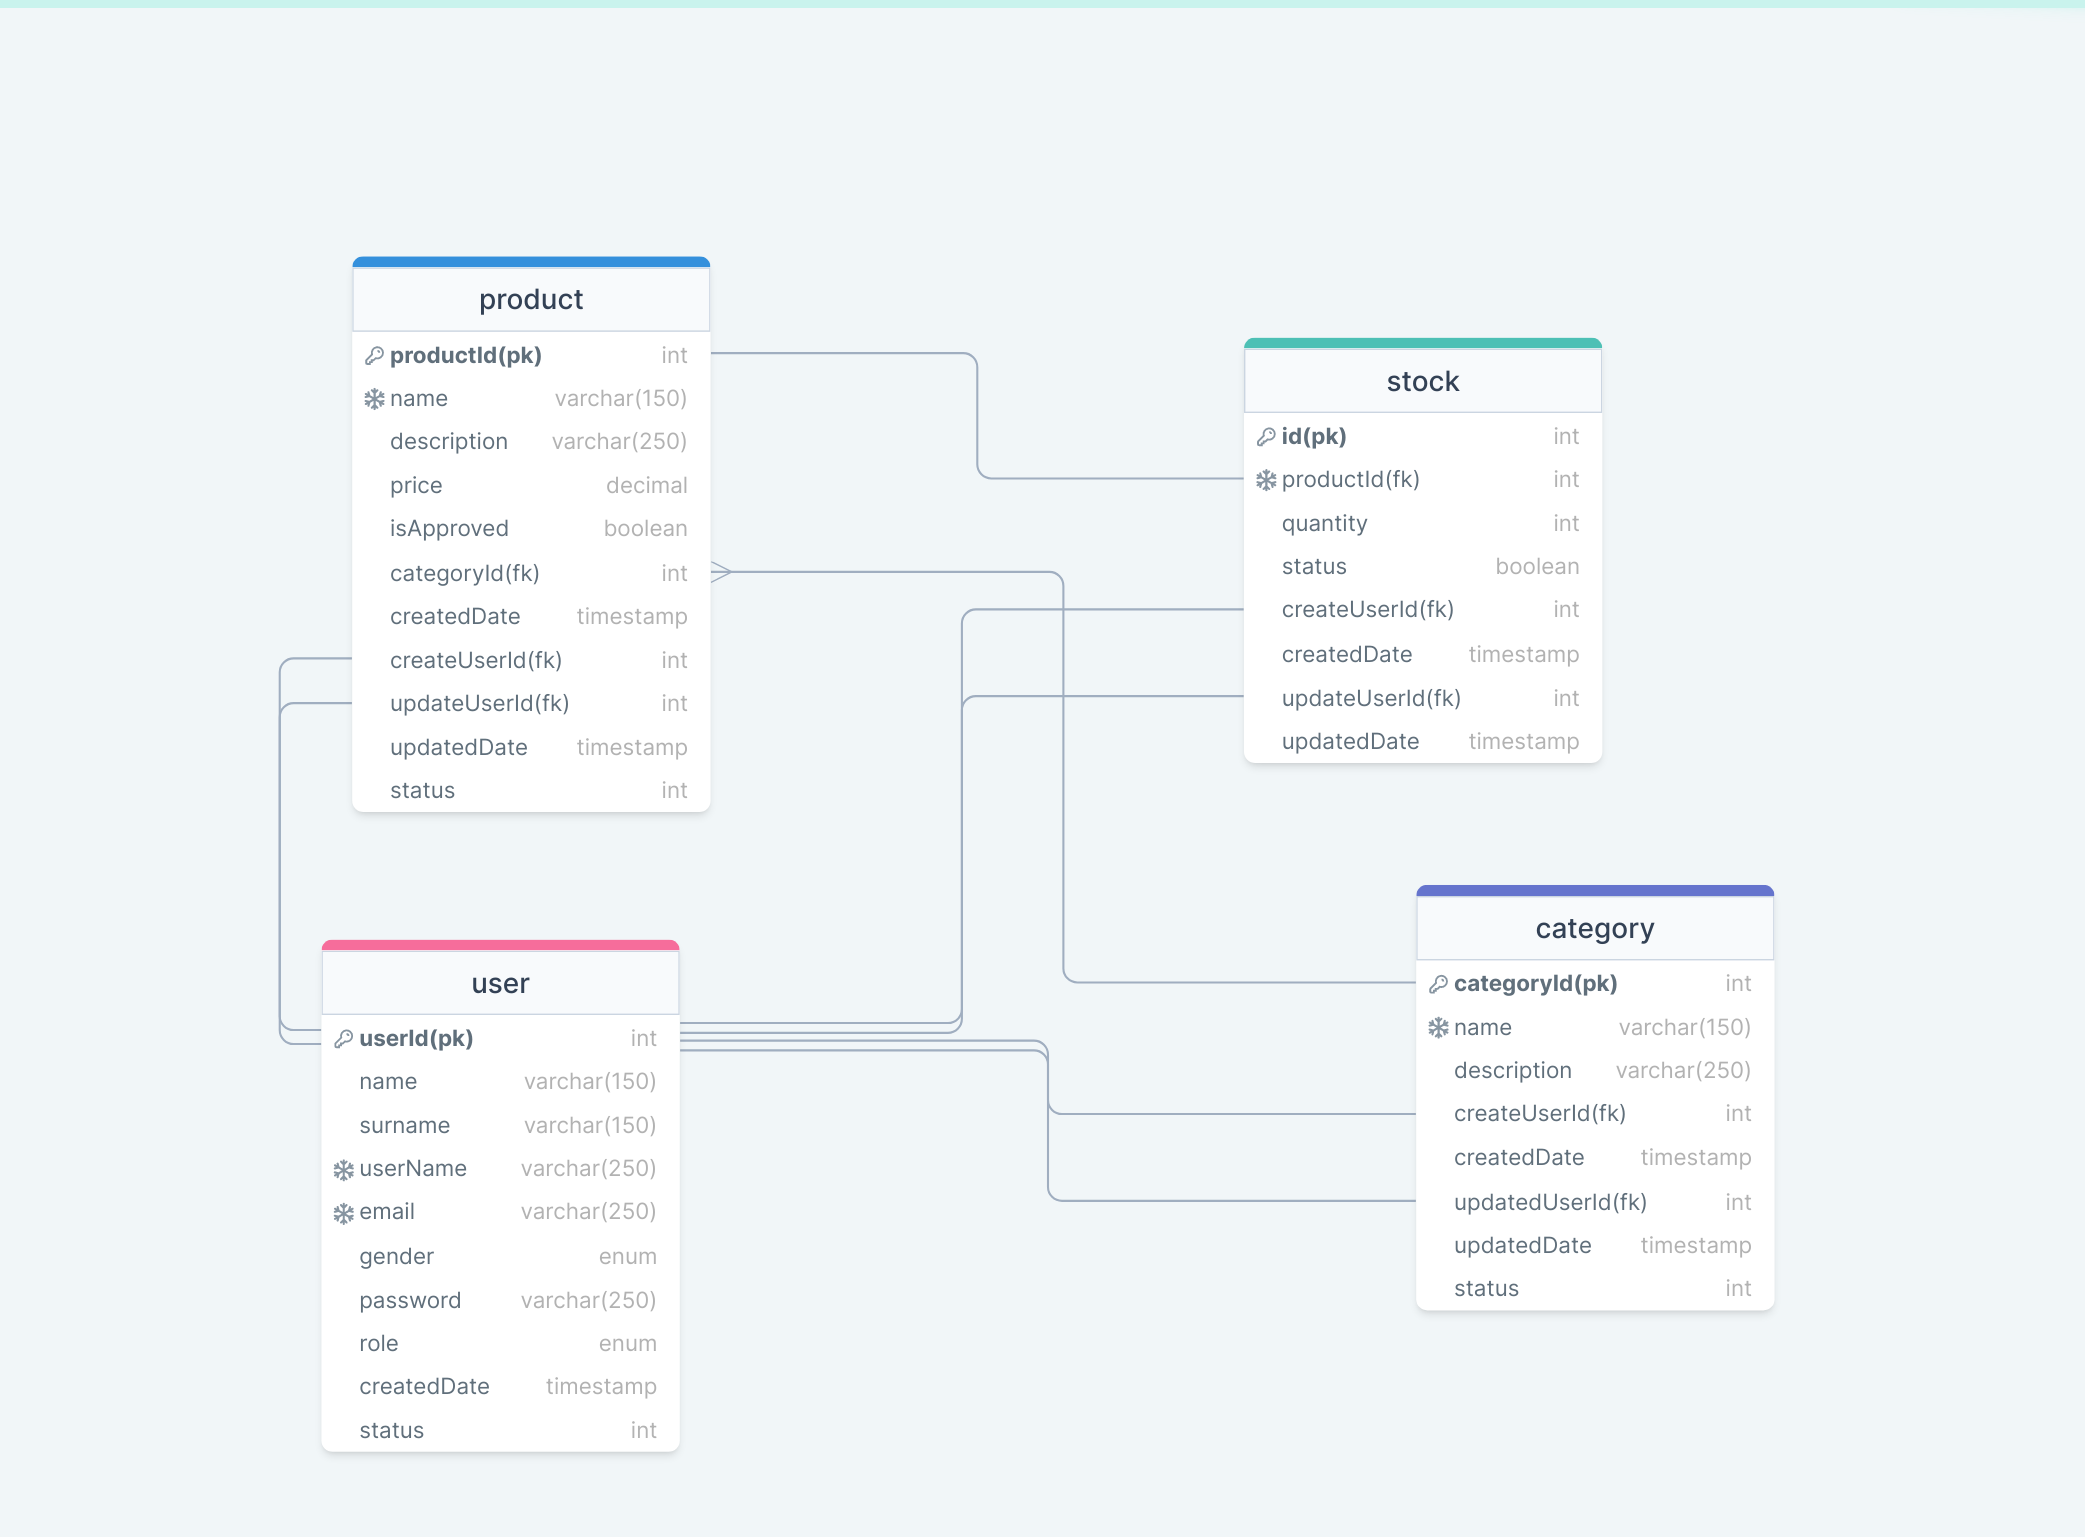 product
productId(pk) int
name varchar(150)
description varchar(250)
price decimal
isApproved boolean
categoryId(fk) int
createdDate timestamp
createUserId(fk) int
updateUserId(fk) int
updatedDate timestamp
status int
stock
id(pk) int
productId(fk) int
quantity int
status boolean
createUserId(fk) int
createdDate timestamp
updateUserId(fk) int
updatedDate timestamp
user
userId(pk) int
name varchar(150)
surname varchar(150)
userName varchar(250)
email varchar(250)
gender enum
password varchar(250)
role enum
createdDate timestamp
status int
category
categoryId(pk) int
name varchar(150)
description varchar(250)
createUserId(fk) int
createdDate timestamp
updatedUserId(fk) int
updatedDate timestamp
status int